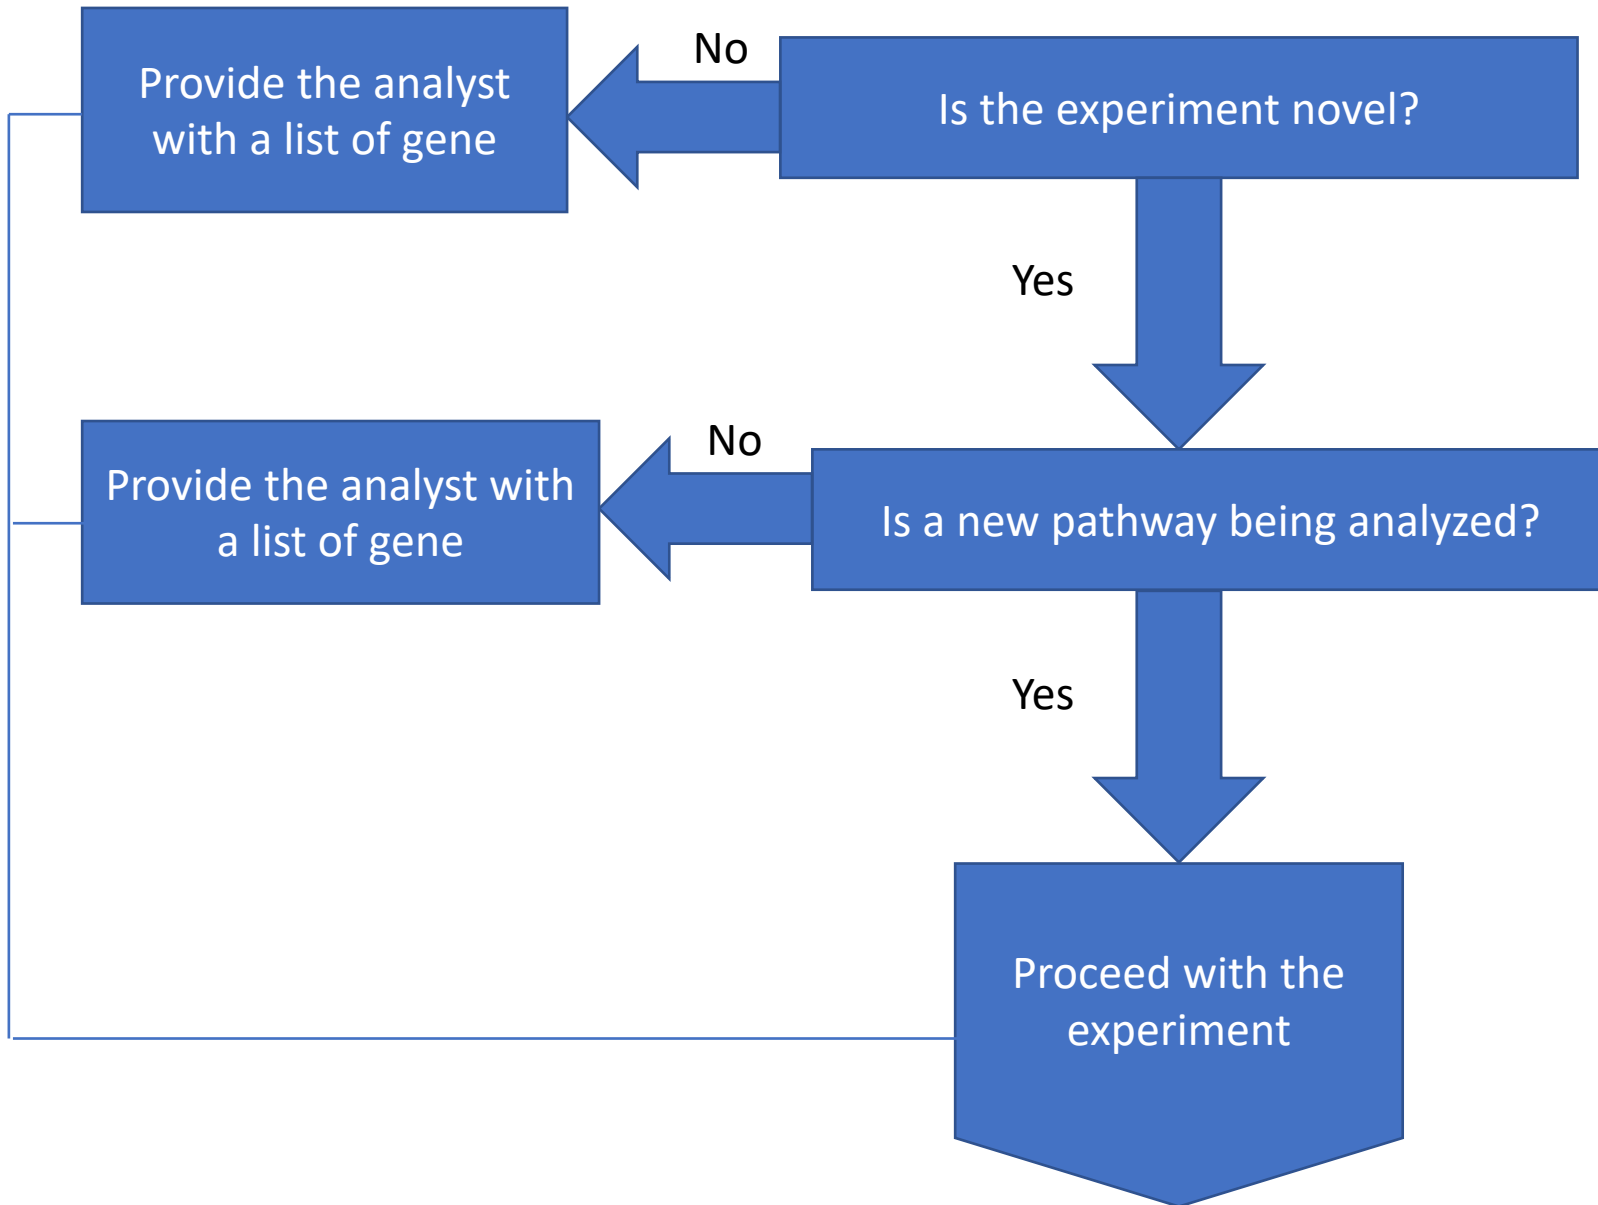 No
Provide the analyst
with a list of gene
Is the experiment novel?
Yes
No
Provide the analyst with
a list of gene
Is a new pathway being analyzed?
Yes
Proceed with the
experiment